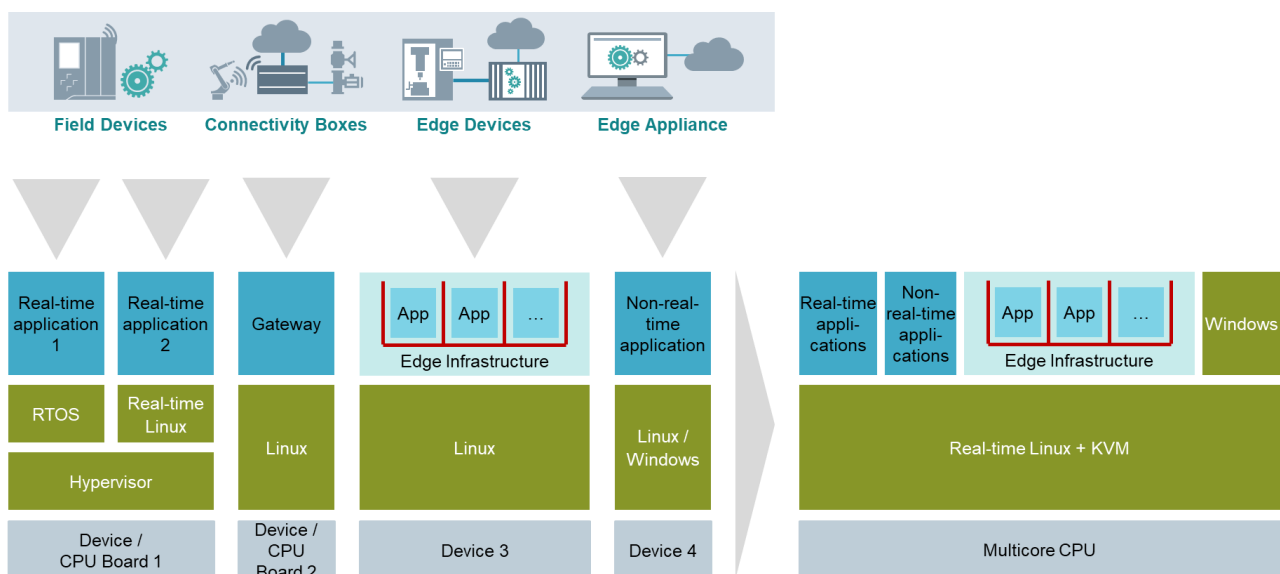 Field Devices
Connectivity Boxes
Edge Devices
Edge Appliance
Real-time
application
1
Real-time
application
2
Gateway
App
App
...
Edge Infrastructure
Non-real-
time
application
Real-time
appli-
cations
Non-
real-time
appli-
cations
App
App
...
Edge Infrastructure
Windows
RTOS
Real-time
Linux
Hypervisor
Linux
Linux
Linux /
Windows
Real-time Linux + KVM
Device /
CPU Board 1
Device /
CPU
Board 2
Device 3
Device 4
Multicore CPU